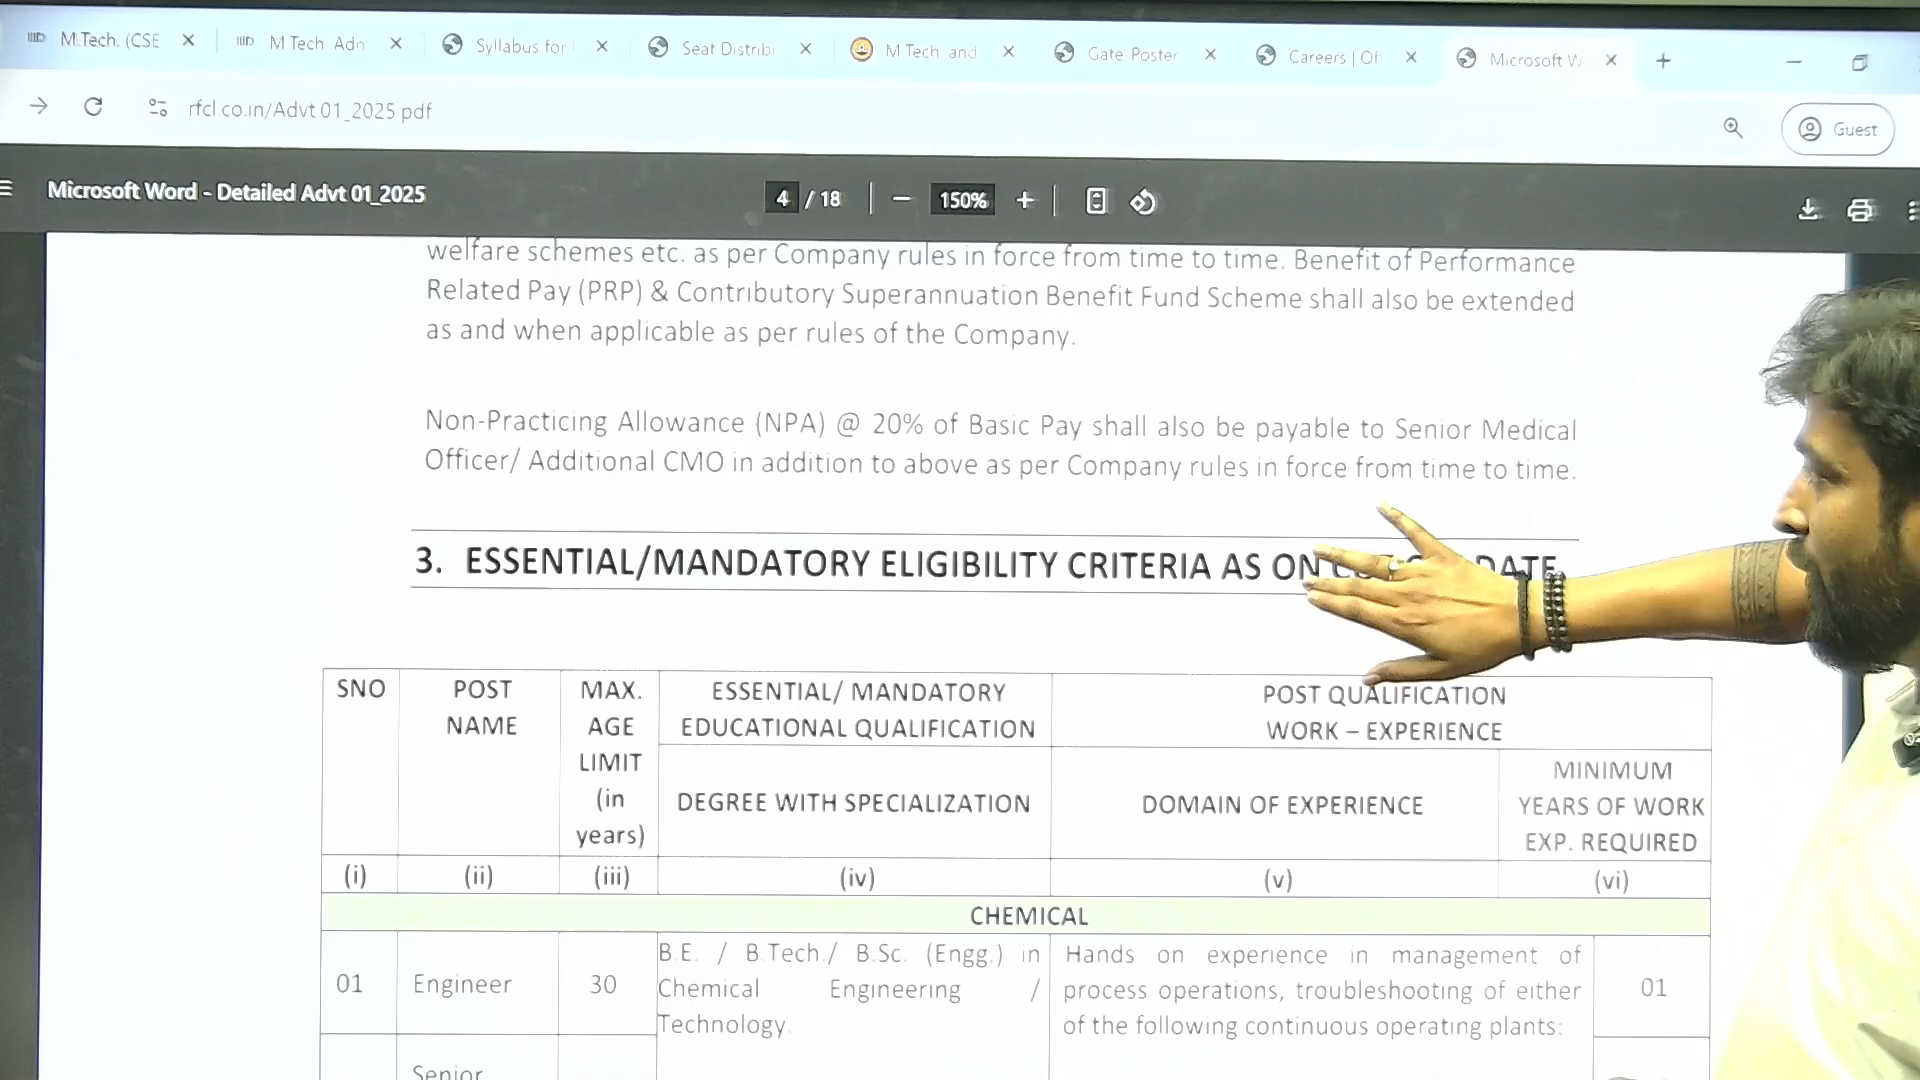 M.Tech. (CSE
M Tech Adn
Syllabus for
Seat Distrib
M Tech and
Gate Poster
Careers | Of
Microsoft W
rfcl.co.in/Advt 01_2025 pdf
Guest
Microsoft Word - Detailed Advt 01_2025
4 / 18
150%
welfare schemes etc. as per Company rules in force from time to time. Benefit of Performance
Related Pay (PRP) & Contributory Superannuation Benefit Fund Scheme shall also be extended
as and when applicable as per rules of the Company.
Non-Practicing Allowance (NPA) @ 20% of Basic Pay shall also be payable to Senior Medical
Officer/ Additional CMO in addition to above as per Company rules in force from time to time.
3. ESSENTIAL/MANDATORY ELIGIBILITY CRITERIA AS ON DATE
SNO
POST
NAME
MAX.
AGE
LIMIT
(in
years)
ESSENTIAL/ MANDATORY
EDUCATIONAL QUALIFICATION
POST QUALIFICATION
WORK – EXPERIENCE
DEGREE WITH SPECIALIZATION
DOMAIN OF EXPERIENCE
MINIMUM
YEARS OF WORK
EXP. REQUIRED
(i)
(ii)
(iii)
(iv)
(v)
(vi)
CHEMICAL
01
Engineer
30
B.E. / B.Tech./ B.Sc. (Engg.) in
Chemical Engineering /
Technology.
Hands on experience in management of
process operations, troubleshooting of either
of the following continuous operating plants:
01
Senior